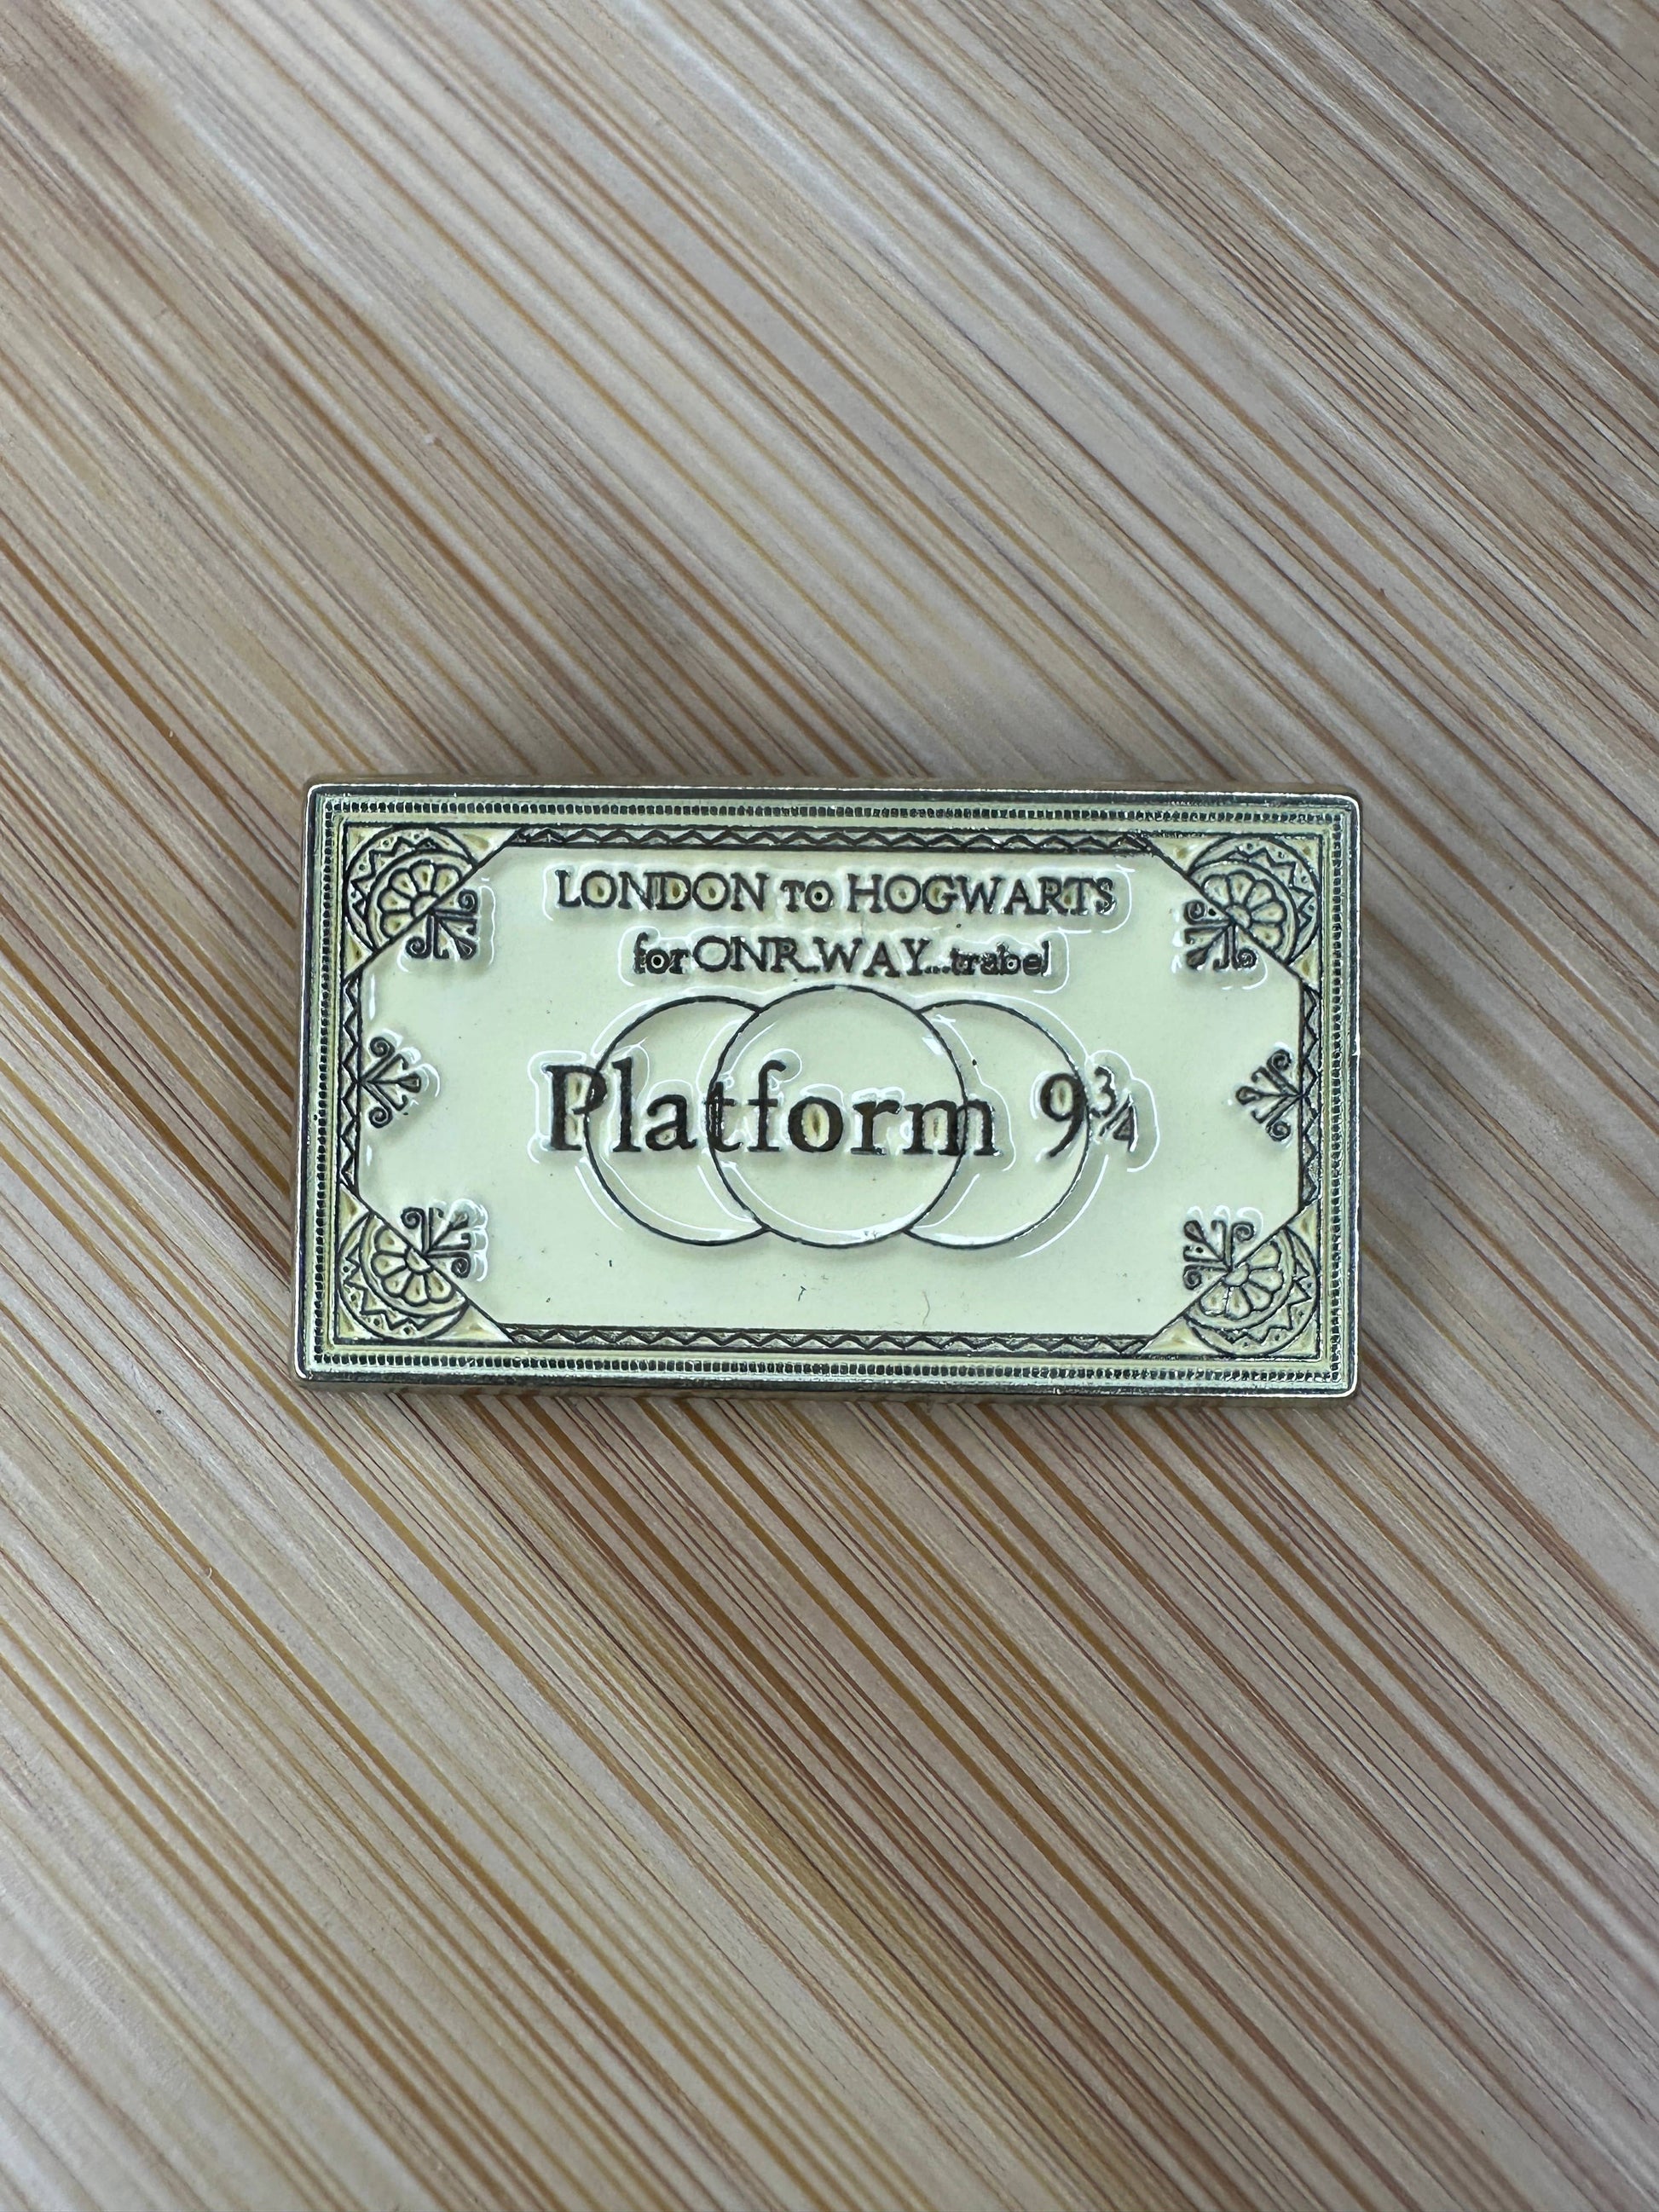 LONDON TO HOGWARTS
for ONR WAY...trabel
Platform 9¾